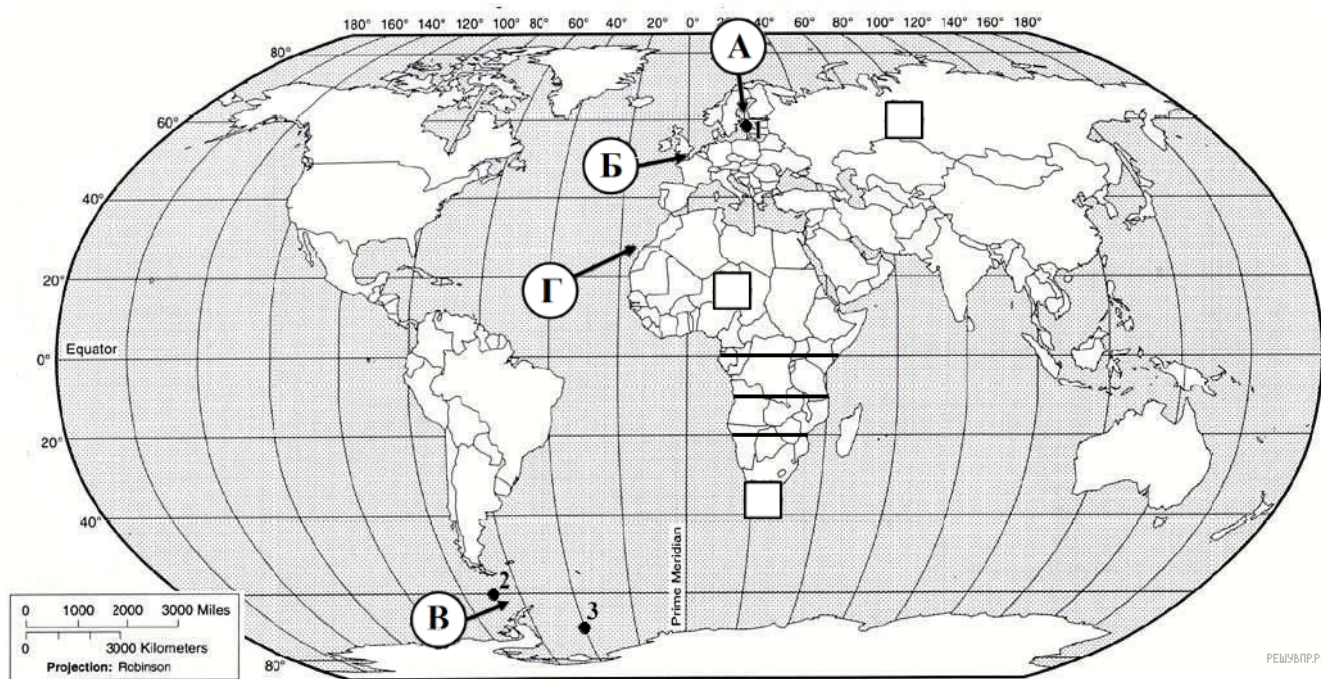 180° 160° 140° 120° 100° 80° 60° 40° 20° 0° 20° 40° 60° 80° 100° 120° 140° 160° 180°
А
80°
60°
1
Б
40°
Г
20°
Equator
0°
20°
40°
Prime Meridian
2
В
3
0 1000 2000 3000 Miles
0 3000 Kilometers
Projection: Robinson
80°
РЕШУВПР.Р